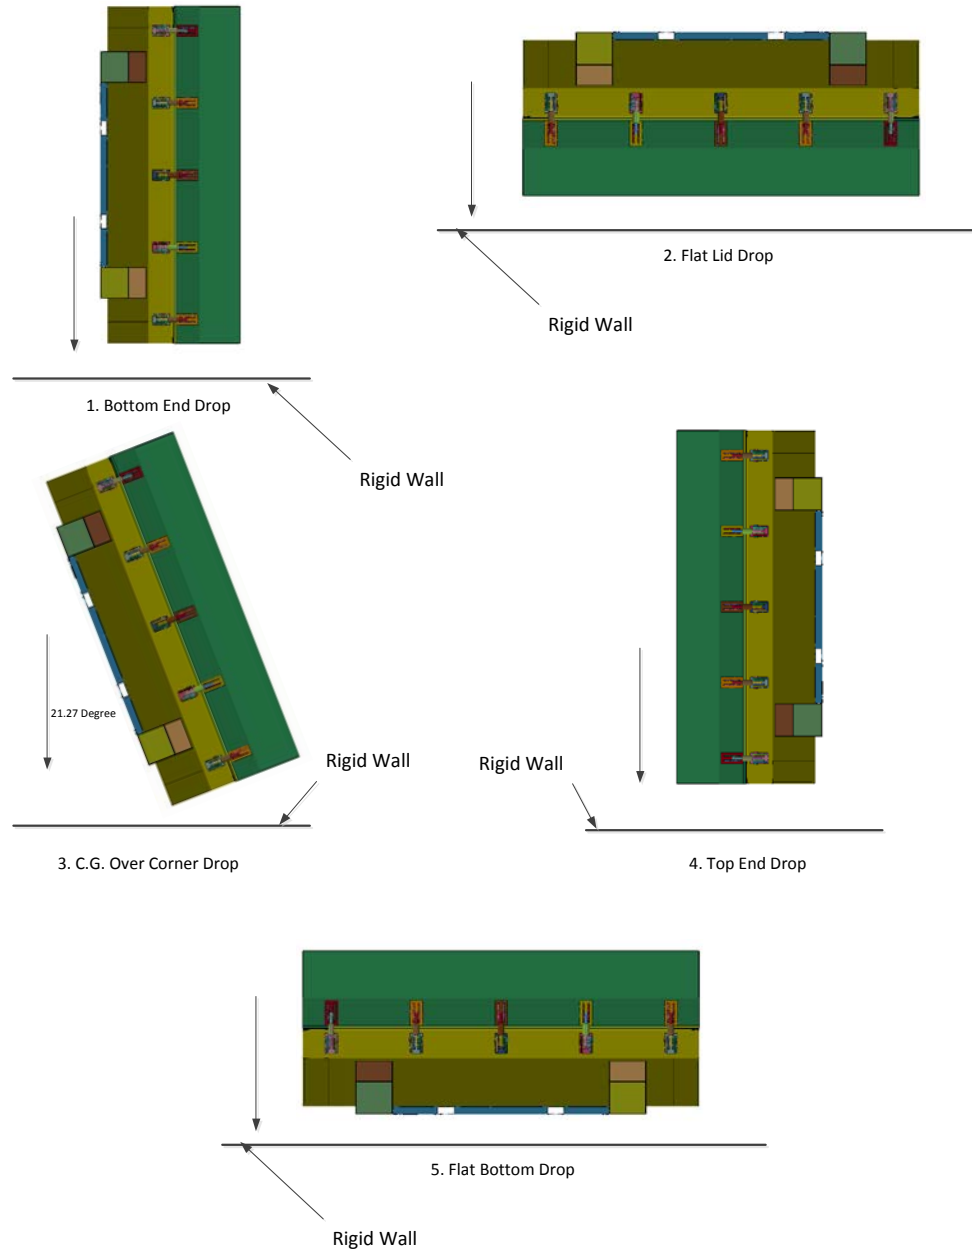 2. Flat Lid Drop
Rigid Wall
1. Bottom End Drop
Rigid Wall
21.27 Degree
Rigid Wall
Rigid Wall
3. C.G. Over Corner Drop
4. Top End Drop
5. Flat Bottom Drop
Rigid Wall